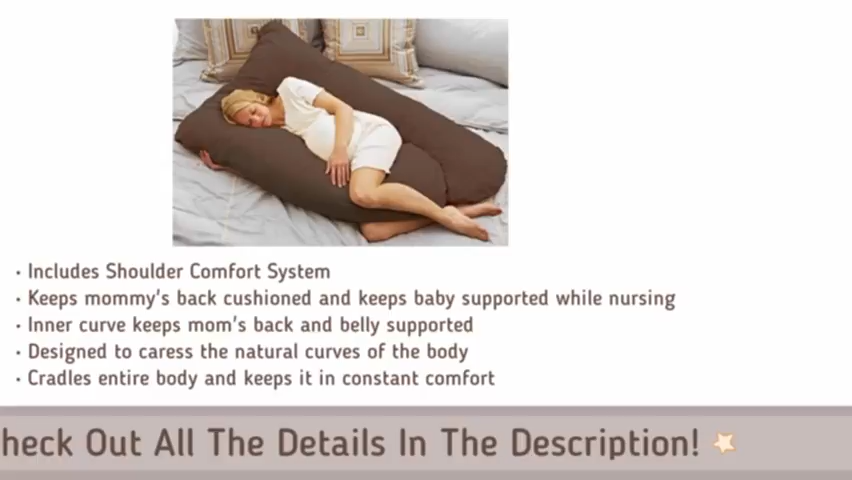 · Includes Shoulder Comfort System
· Keeps mommy's back cushioned and keeps baby supported while nursing
· Inner curve keeps mom's back and belly supported
· Designed to caress the natural curves of the body
· Cradles entire body and keeps it in constant comfort
heck Out All The Details In The Description!